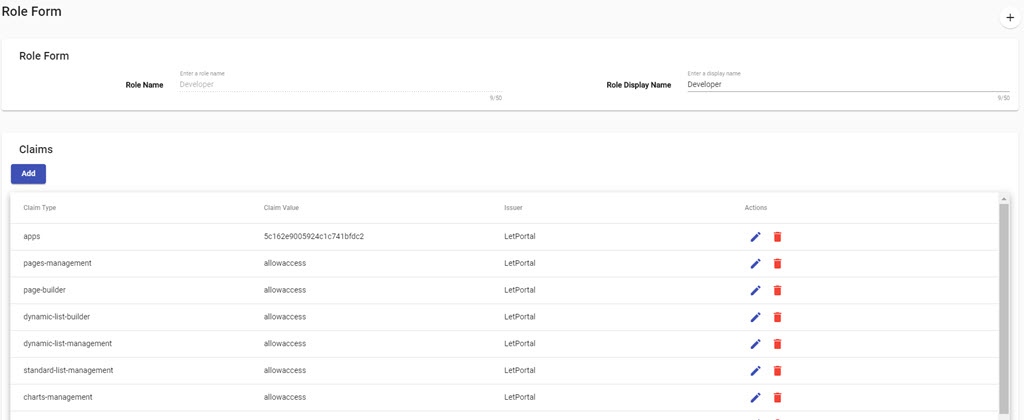 Role Form
+
Role Form
Enter a role name
Enter a display name
Role Name
Developer
Role Display Name
Developer
9/50
9/50
Claims
Add
Claim Type Claim Value Issuer Actions
apps 5c162e9005924c1c741bfdc2 LetPortal
pages-management allowaccess LetPortal
page-builder allowaccess LetPortal
dynamic-list-builder allowaccess LetPortal
dynamic-list-management allowaccess LetPortal
standard-list-management allowaccess LetPortal
charts-management allowaccess LetPortal